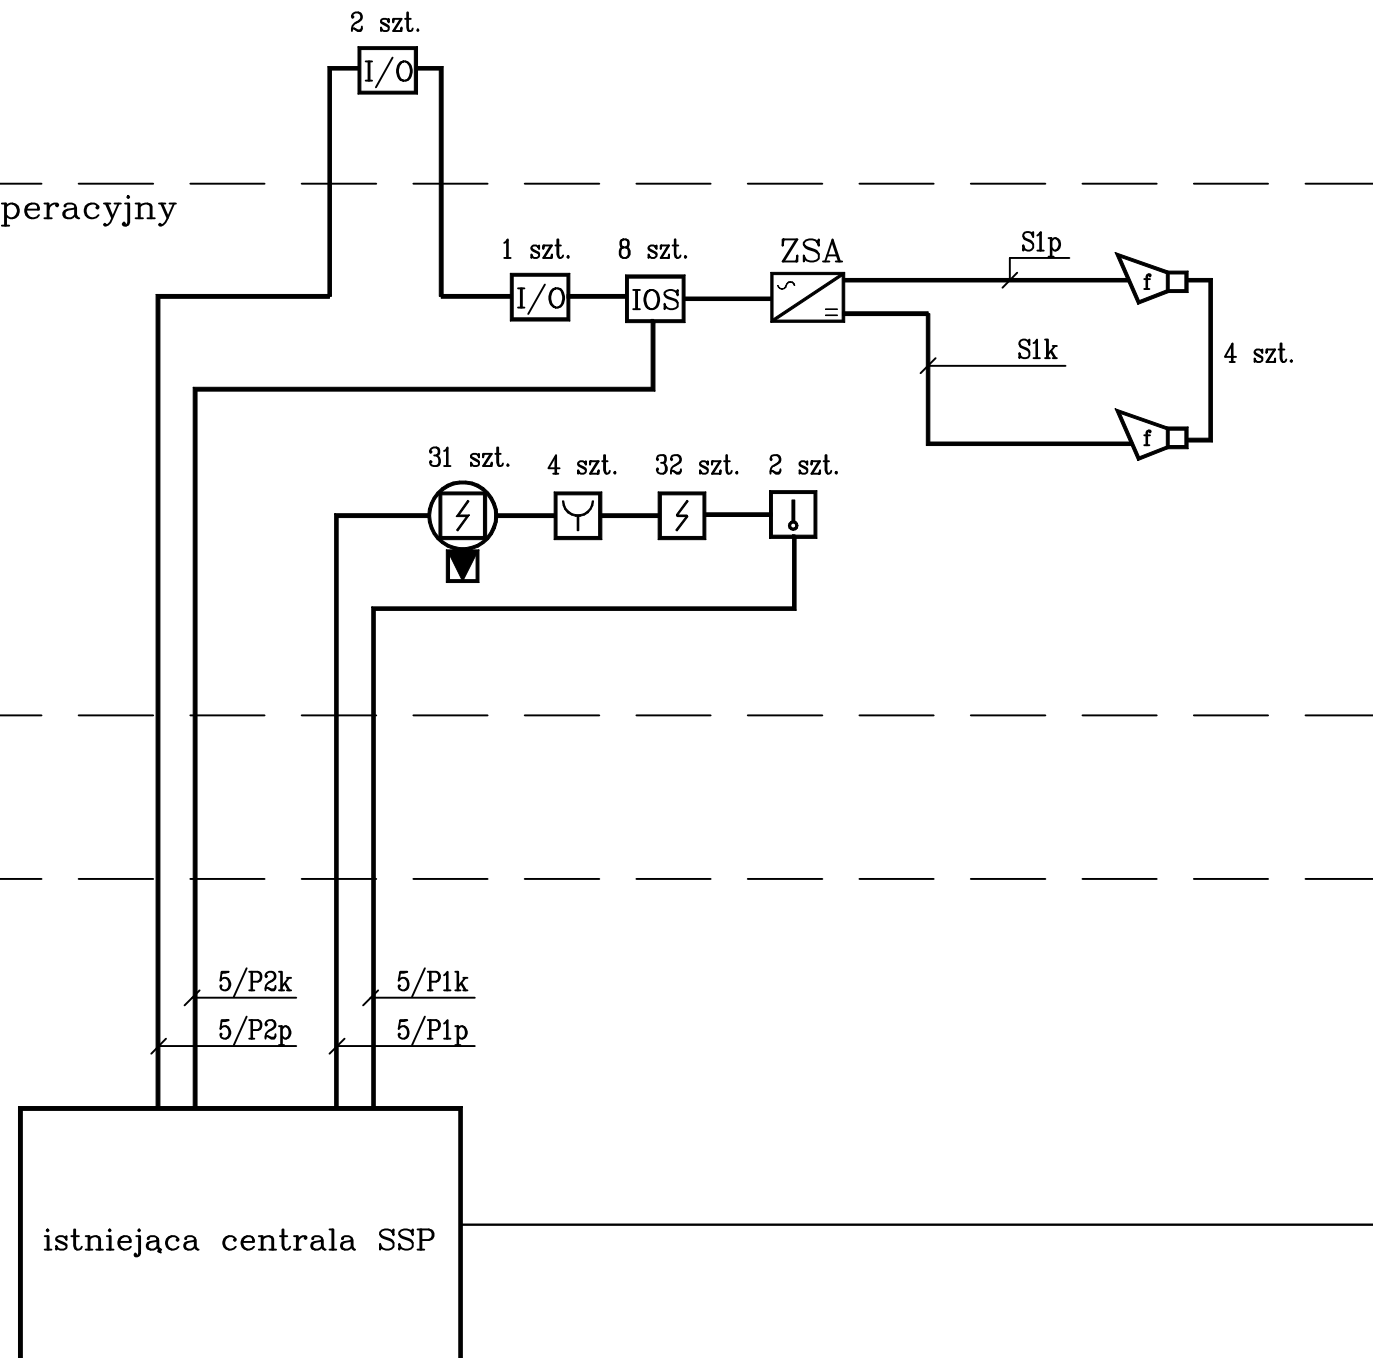 2 szt.
I/O
peracyjny
1 szt.
8 szt.
ZSA
S1p
I/O
IOS
f
S1k
4 szt.
f
31 szt.
4 szt.
32 szt.
2 szt.
5/P2k
5/P1k
5/P2p
5/P1p
istniejąca centrala SSP